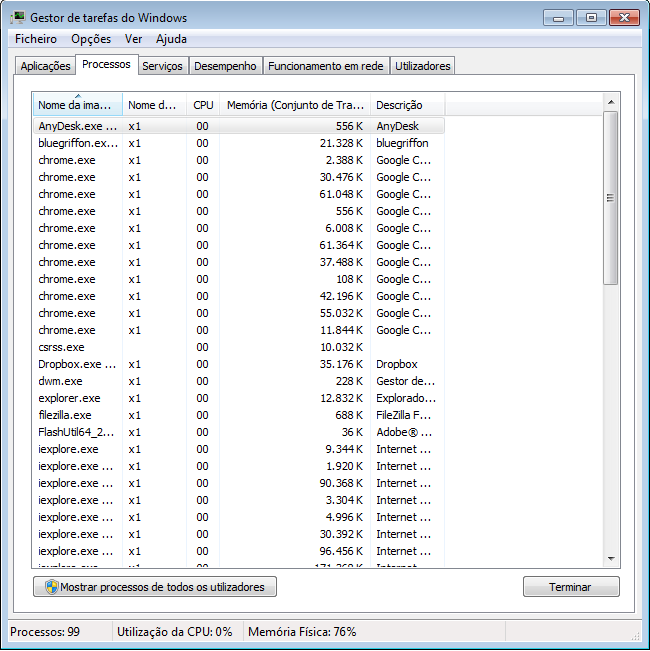 Gestor de tarefas do Windows
Ficheiro Opções Ver Ajuda
Aplicações Processos Serviços Desempenho Funcionamento em rede Utilizadores
Nome da ima... Nome d... CPU Memória (Conjunto de Tra... Descrição
AnyDesk.exe ... x1 00 556 K AnyDesk
bluegriffon.ex... x1 00 21.328 K bluegriffon
chrome.exe x1 00 2.388 K Google C...
chrome.exe x1 00 30.476 K Google C...
chrome.exe x1 00 61.048 K Google C...
chrome.exe x1 00 556 K Google C...
chrome.exe x1 00 6.008 K Google C...
chrome.exe x1 00 61.364 K Google C...
chrome.exe x1 00 37.488 K Google C...
chrome.exe x1 00 108 K Google C...
chrome.exe x1 00 42.196 K Google C...
chrome.exe x1 00 55.032 K Google C...
chrome.exe x1 00 11.844 K Google C...
csrss.exe 00 10.032 K
Dropbox.exe ... x1 00 35.176 K Dropbox
dwm.exe x1 00 228 K Gestor de...
explorer.exe x1 00 12.832 K Explorado...
filezilla.exe x1 00 688 K FileZilla F...
FlashUtil64_2... x1 00 36 K Adobe® ...
iexplore.exe x1 00 9.344 K Internet ...
iexplore.exe ... x1 00 1.920 K Internet ...
iexplore.exe ... x1 00 90.368 K Internet ...
iexplore.exe ... x1 00 3.304 K Internet ...
iexplore.exe ... x1 00 4.996 K Internet ...
iexplore.exe ... x1 00 30.392 K Internet ...
iexplore.exe ... x1 00 96.456 K Internet ...
iexplore.exe ... x1 00 Internet ...
Mostrar processos de todos os utilizadores Terminar
Processos: 99 Utilização da CPU: 0% Memória Física: 76%